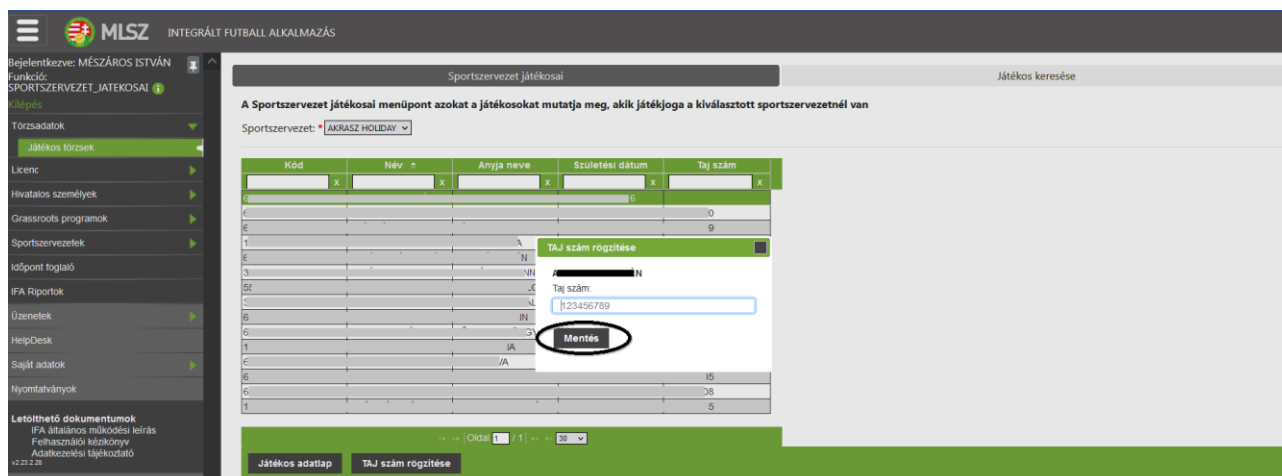 MLSZ INTEGRÁLT FUTBALL ALKALMAZÁS
Bejelentkezve: MÉSZÁROS ISTVÁN
Funkció:
SPORTSZERVEZET_JATEKOSAI
Kilépés
Törzsadatok
Játékos törzsek
Licenc
Hivatalos személyek
Grassroots programok
Sportszervezetek
Időpont foglaló
IFA Riportok
Üzenetek
HelpDesk
Saját adatok
Nyomtatványok
Letölthető dokumentumok
IFA általános működési leírás
Felhasználói kézikönyv
Adatkezelési tájékoztató
v2.23.2.28
Sportszervezet játékosai Játékos keresése
A Sportszervezet játékosai menüpont azokat a játékosokat mutatja meg, akik játékjoga a kiválasztott sportszervezetnél van
Sportszervezet: * AKRASZ HOLIDAY
Kód Név Anyja neve Születési dátum Taj szám
x x x x x
TAJ szám rögzítése
Taj szám:
123456789
Mentés
Oldal 1 / 1 30
Játékos adatlap TAJ szám rögzítése